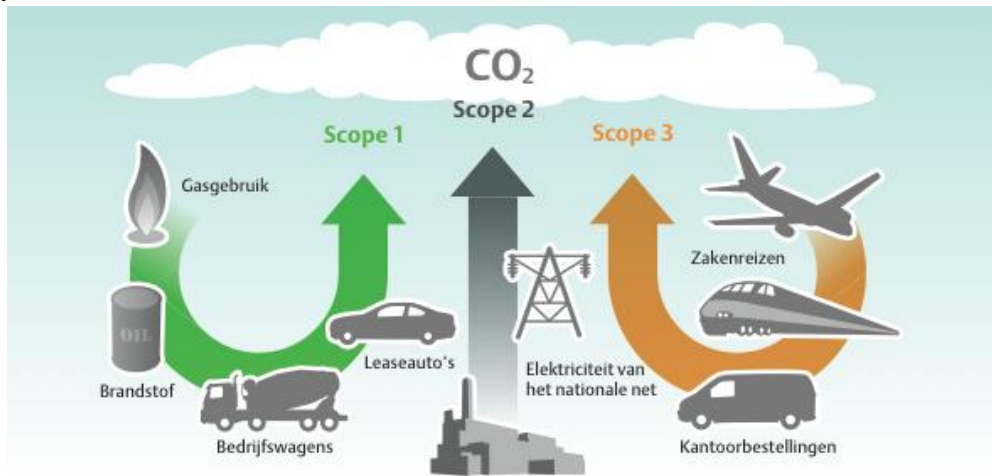 CO₂
Scope 2
Scope 1
Scope 3
Gasgebruik
Zakenreizen
OIL
Leaseauto's
Brandstof
Elektriciteit van
het nationale net
Bedrijfswagens
Kantoorbestellingen